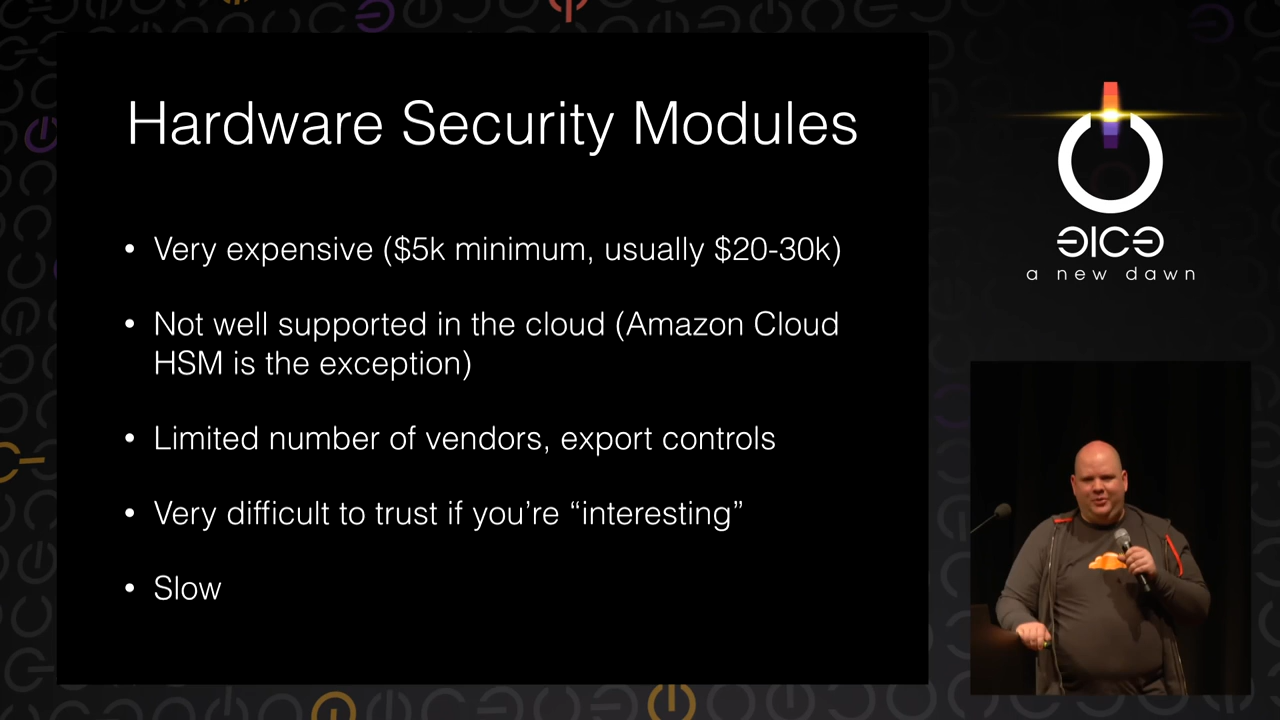 Hardware Security Modules
• Very expensive ($5k minimum, usually $20-30k)
• Not well supported in the cloud (Amazon Cloud
HSM is the exception)
• Limited number of vendors, export controls
• Very difficult to trust if you’re “interesting”
• Slow
31C3
a new dawn